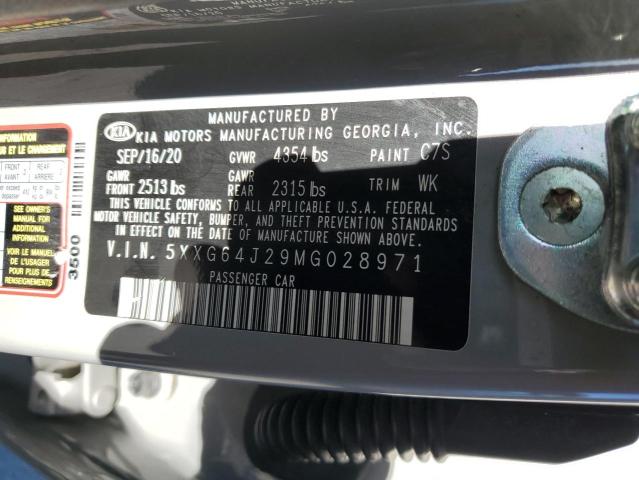 MANUFACTURED BY
KIA KIA MOTORS MANUFACTURING GEORGIA, INC.
SEP/16/20 GVWR 4354 lbs PAINT C7S
GAWR GAWR
FRONT 2513 lbs REAR 2315 lbs TRIM WK
THIS VEHICLE CONFORMS TO ALL APPLICABLE U.S.A. FEDERAL
MOTOR VEHICLE SAFETY, BUMPER, AND THEFT PREVENTION STANDARDS
IN EFFECT ON THE DATE OF MANUFACTURE SHOWN ABOVE.
V.I.N. 5XXG64J29MG028971
PASSENGER CAR
3500
FRONT REAR
AVANT ARRIERE
SEE OWNER'S
MANUAL FOR
ADDITIONAL
INFORMATION
VOIR LE MANUEL
DE L'USAGER
POUR PLUS DE
RENSEIGNEMENTS